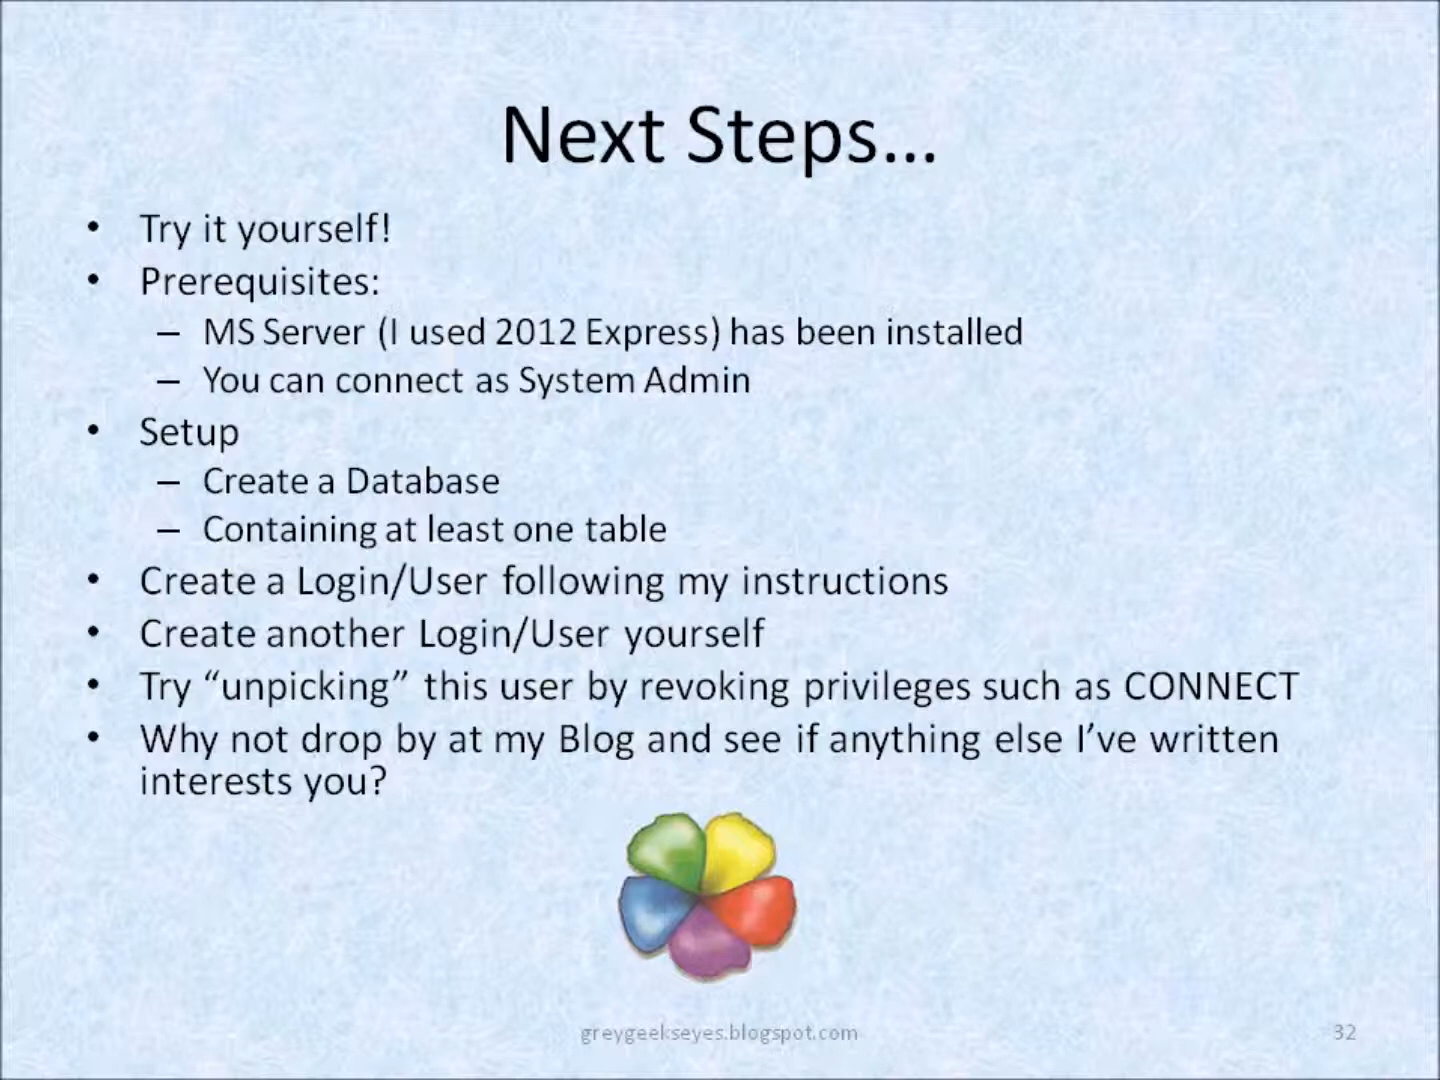 Next Steps...
• Try it yourself!
• Prerequisites:
– MS Server (I used 2012 Express) has been installed
– You can connect as System Admin
• Setup
– Create a Database
– Containing at least one table
• Create a Login/User following my instructions
• Create another Login/User yourself
• Try “unpicking” this user by revoking privileges such as CONNECT
• Why not drop by at my Blog and see if anything else I’ve written
interests you?
greygeekseyes.blogspot.com 32